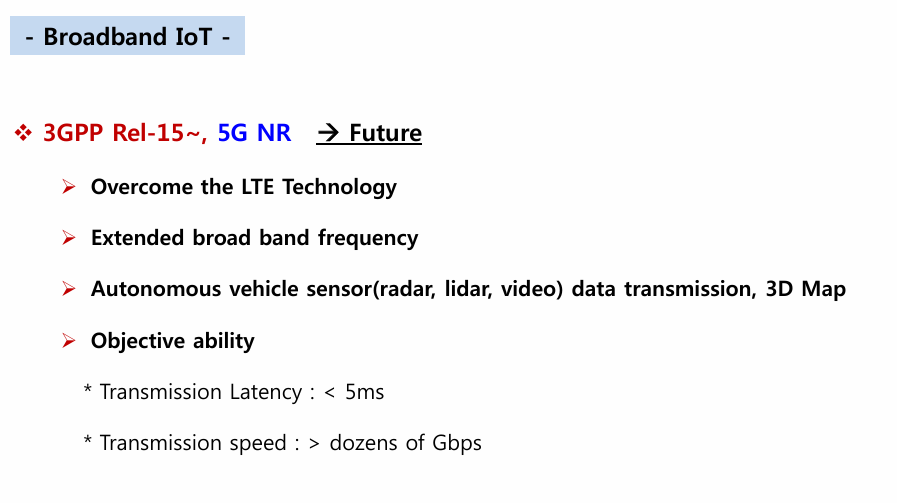 - Broadband IoT -
❖ 3GPP Rel-15~, 5G NR → Future
➢ Overcome the LTE Technology
➢ Extended broad band frequency
➢ Autonomous vehicle sensor(radar, lidar, video) data transmission, 3D Map
➢ Objective ability
* Transmission Latency : < 5ms
* Transmission speed : > dozens of Gbps